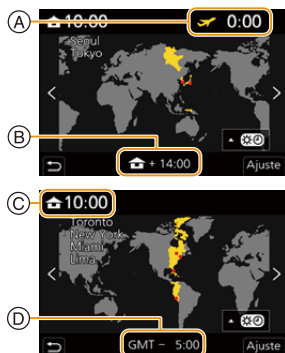 A
10:00
0:00
Seoul
Tokyo
B
+ 14:00
Ajuste
C
10:00
Toronto
New York
Miami
Lima
D
GMT − 5:00
Ajuste